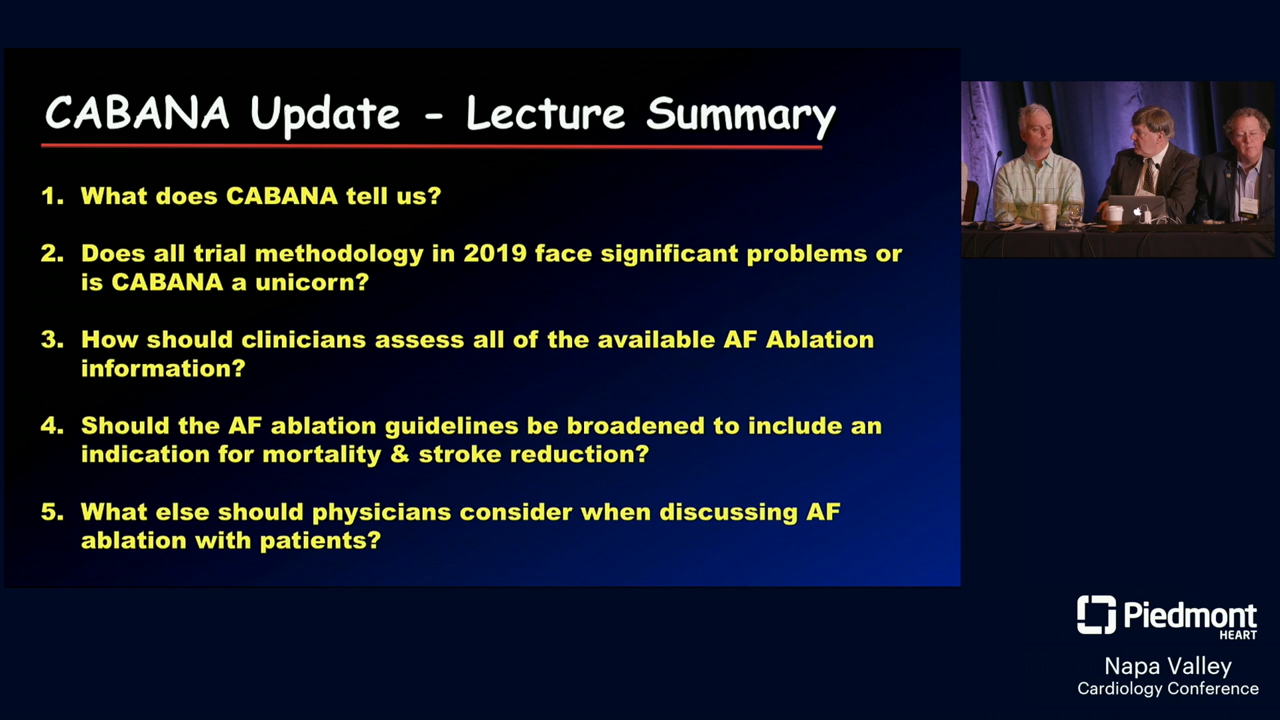 CABANA Update - Lecture Summary
1. What does CABANA tell us?
2. Does all trial methodology in 2019 face significant problems or
is CABANA a unicorn?
3. How should clinicians assess all of the available AF Ablation
information?
4. Should the AF ablation guidelines be broadened to include an
indication for mortality & stroke reduction?
5. What else should physicians consider when discussing AF
ablation with patients?
Piedmont
HEART
Napa Valley
Cardiology Conference